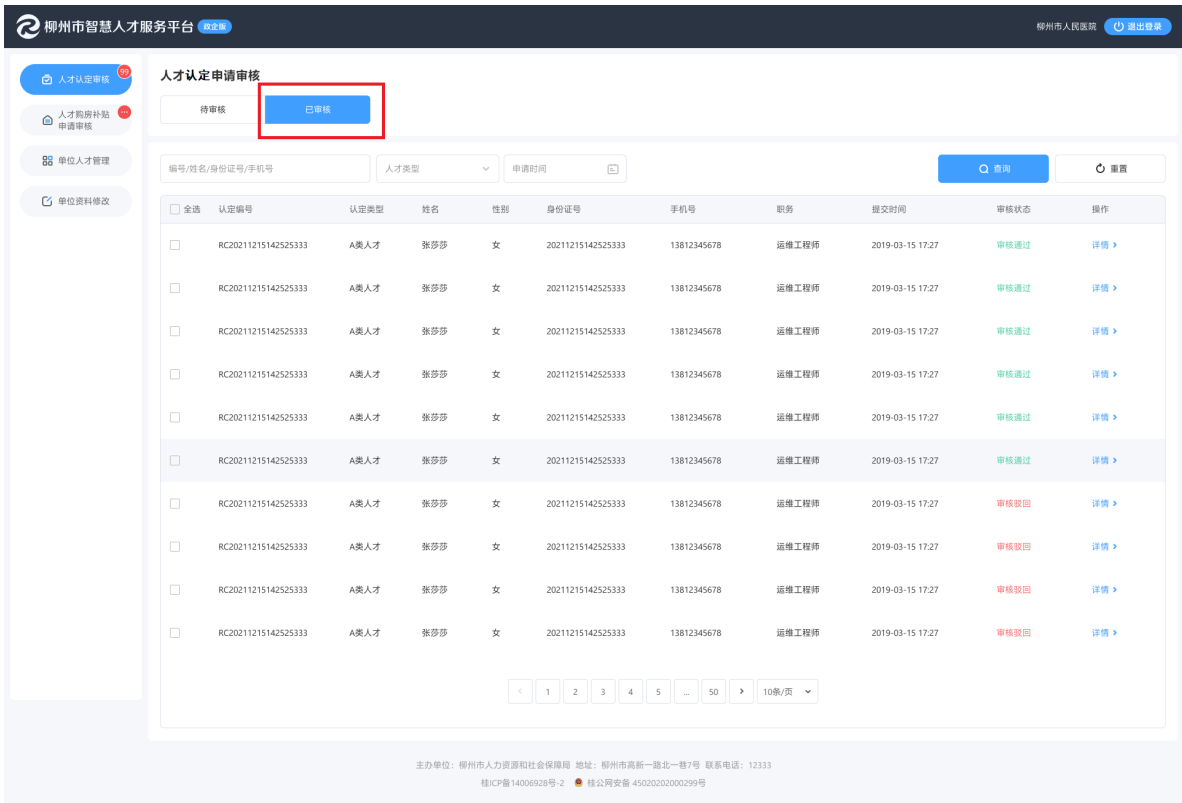 柳州市智慧人才服务平台 政企版 柳州市人民医院 退出登录
人才认定审核 99
人才购房补贴申请审核
单位人才管理
单位资料修改
人才认定申请审核
待审核 已审核
编号/姓名/身份证号/手机号 人才类型 申请时间 查询 重置
全选 认定编号 认定类型 姓名 性别 身份证号 手机号 职务 提交时间 审核状态 操作
RC20211215142525333 A类人才 张莎莎 女 20211215142525333 13812345678 运维工程师 2019-03-15 17:27 审核通过 详情
RC20211215142525333 A类人才 张莎莎 女 20211215142525333 13812345678 运维工程师 2019-03-15 17:27 审核通过 详情
RC20211215142525333 A类人才 张莎莎 女 20211215142525333 13812345678 运维工程师 2019-03-15 17:27 审核通过 详情
RC20211215142525333 A类人才 张莎莎 女 20211215142525333 13812345678 运维工程师 2019-03-15 17:27 审核通过 详情
RC20211215142525333 A类人才 张莎莎 女 20211215142525333 13812345678 运维工程师 2019-03-15 17:27 审核通过 详情
RC20211215142525333 A类人才 张莎莎 女 20211215142525333 13812345678 运维工程师 2019-03-15 17:27 审核通过 详情
RC20211215142525333 A类人才 张莎莎 女 20211215142525333 13812345678 运维工程师 2019-03-15 17:27 审核驳回 详情
RC20211215142525333 A类人才 张莎莎 女 20211215142525333 13812345678 运维工程师 2019-03-15 17:27 审核驳回 详情
RC20211215142525333 A类人才 张莎莎 女 20211215142525333 13812345678 运维工程师 2019-03-15 17:27 审核驳回 详情
RC20211215142525333 A类人才 张莎莎 女 20211215142525333 13812345678 运维工程师 2019-03-15 17:27 审核驳回 详情
1 2 3 4 5 ... 50 10条/页
主办单位：柳州市人力资源和社会保障局 地址：柳州市高新一路北一巷7号 联系电话：12333
桂ICP备14006928号-2 桂公网安备 45020202000299号